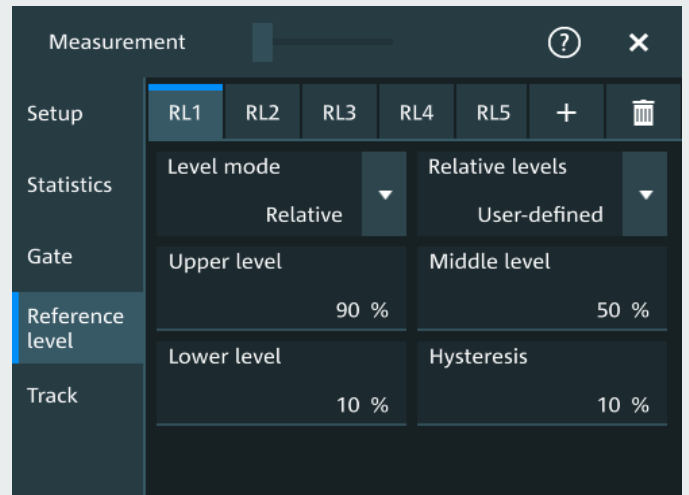 Measurement
?
Setup
RL1 RL2 RL3 RL4 RL5 +
Statistics
Level mode
Relative
Relative levels
User-defined
Gate
Upper level
90 %
Middle level
50 %
Reference
level
Lower level
10 %
Hysteresis
10 %
Track